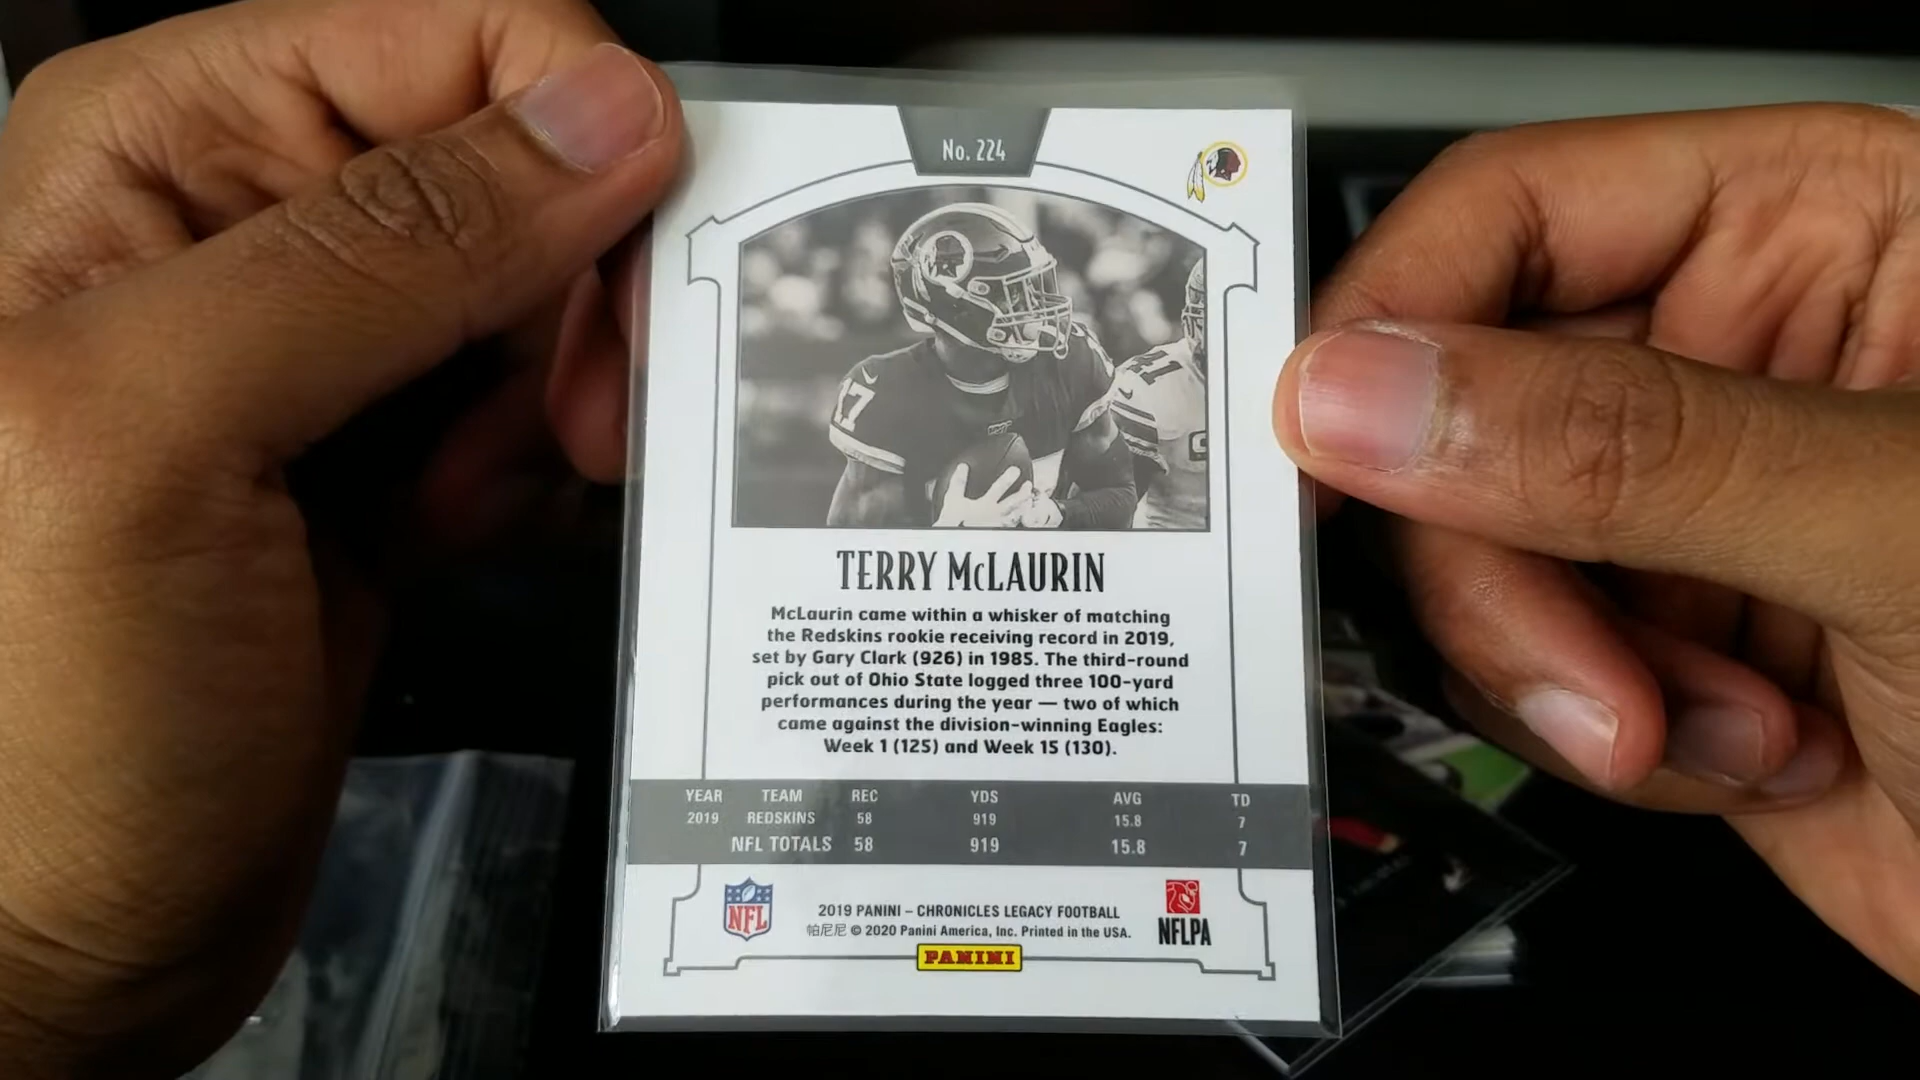 No. 224
17
41
C
TERRY McLAURIN
McLaurin came within a whisker of matching
the Redskins rookie receiving record in 2019,
set by Gary Clark (926) in 1985. The third-round
pick out of Ohio State logged three 100-yard
performances during the year — two of which
came against the division-winning Eagles:
Week 1 (125) and Week 15 (130).
YEAR TEAM REC YDS AVG TD
2019 REDSKINS 58 919 15.8 7
NFL TOTALS 58 919 15.8 7
NFL
2019 PANINI – CHRONICLES LEGACY FOOTBALL
帕尼尼 © 2020 Panini America, Inc. Printed in the USA.
NFLPA
PANINI